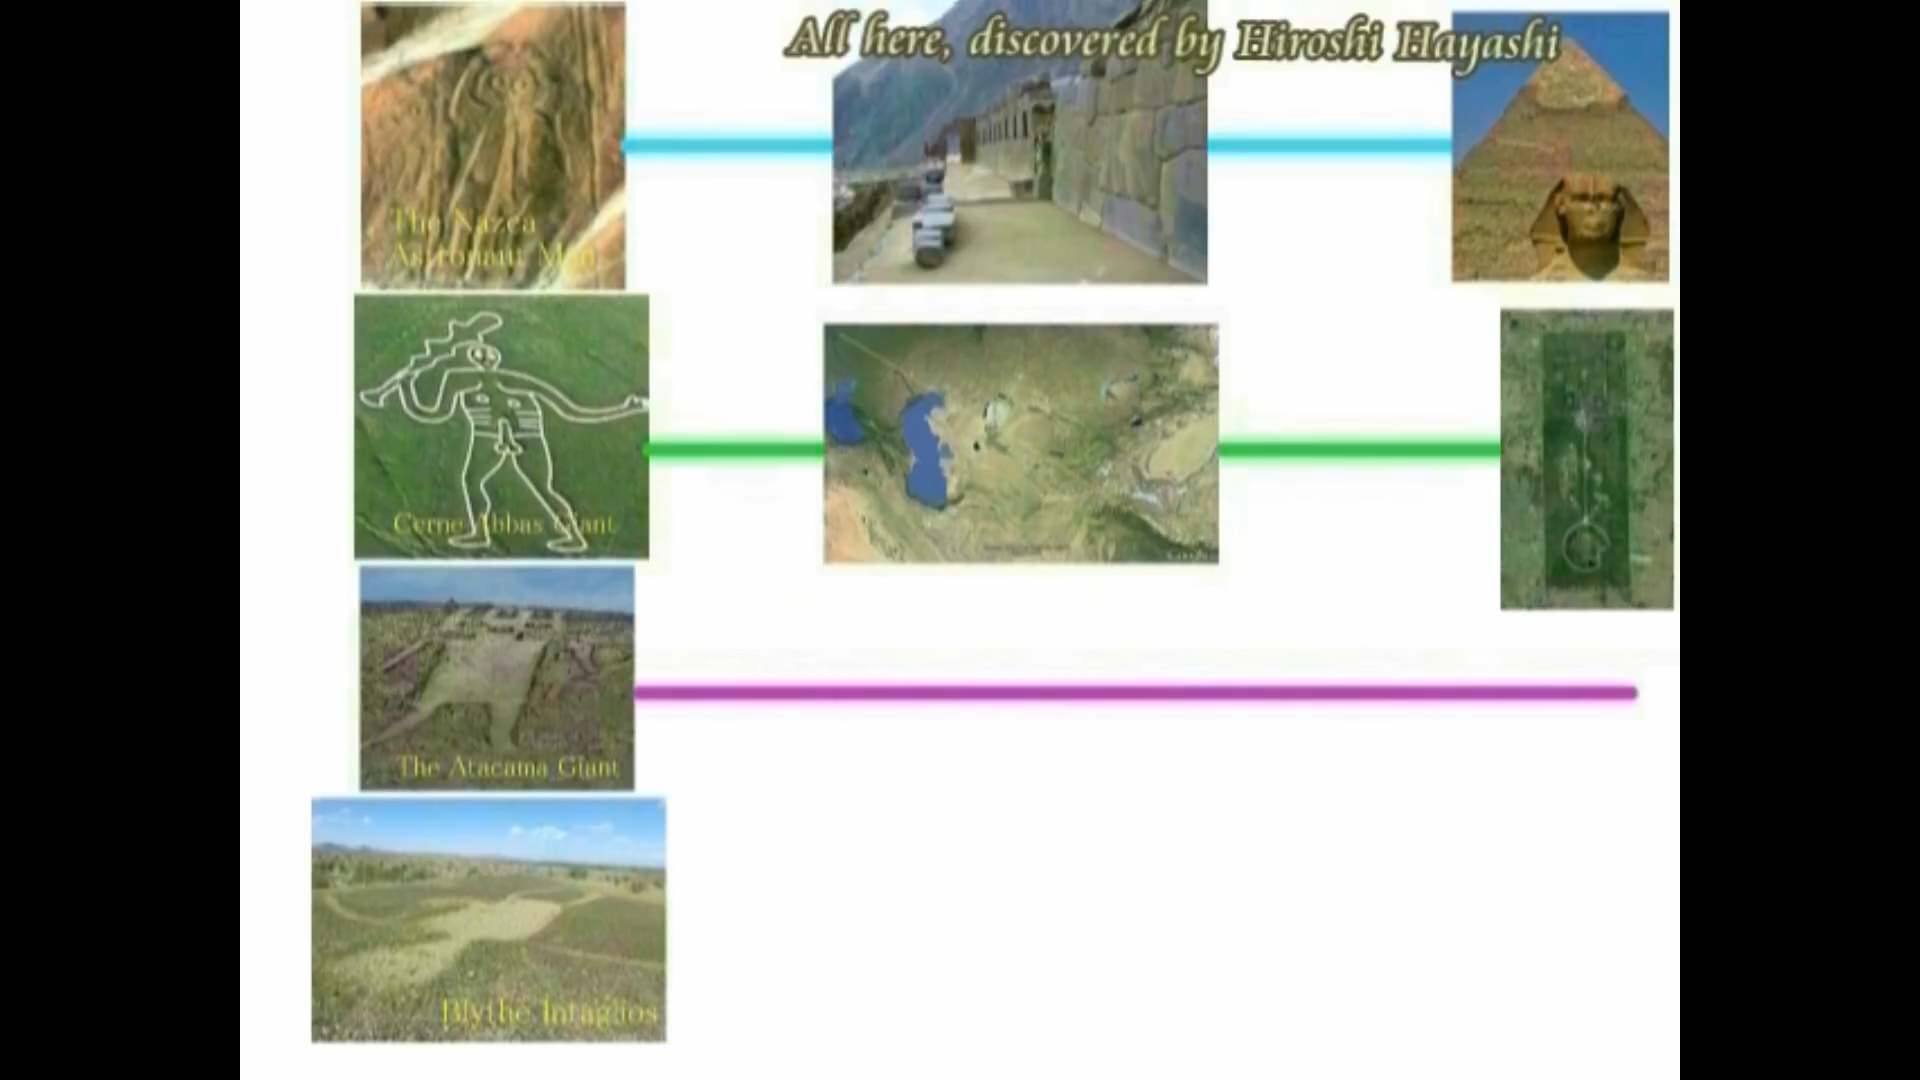 All here, discovered by Hiroshi Hayashi
The Nazca
Astronaut Man
Cerne Abbas Giant
The Atacama Giant
Blythe Intaglios